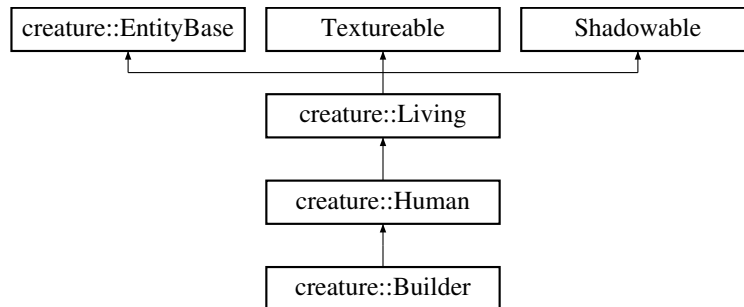 creature::EntityBase
Textureable
Shadowable
creature::Living
creature::Human
creature::Builder